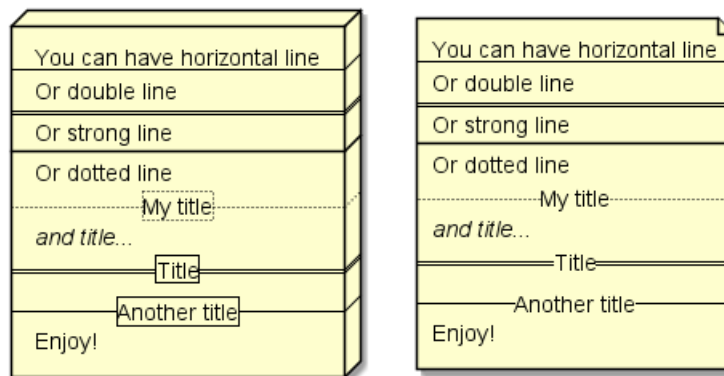 You can have horizontal line
Or double line
Or strong line
Or dotted line
My title
and title...
Title
Another title
Enjoy!
You can have horizontal line
Or double line
Or strong line
Or dotted line
My title
and title...
Title
Another title
Enjoy!